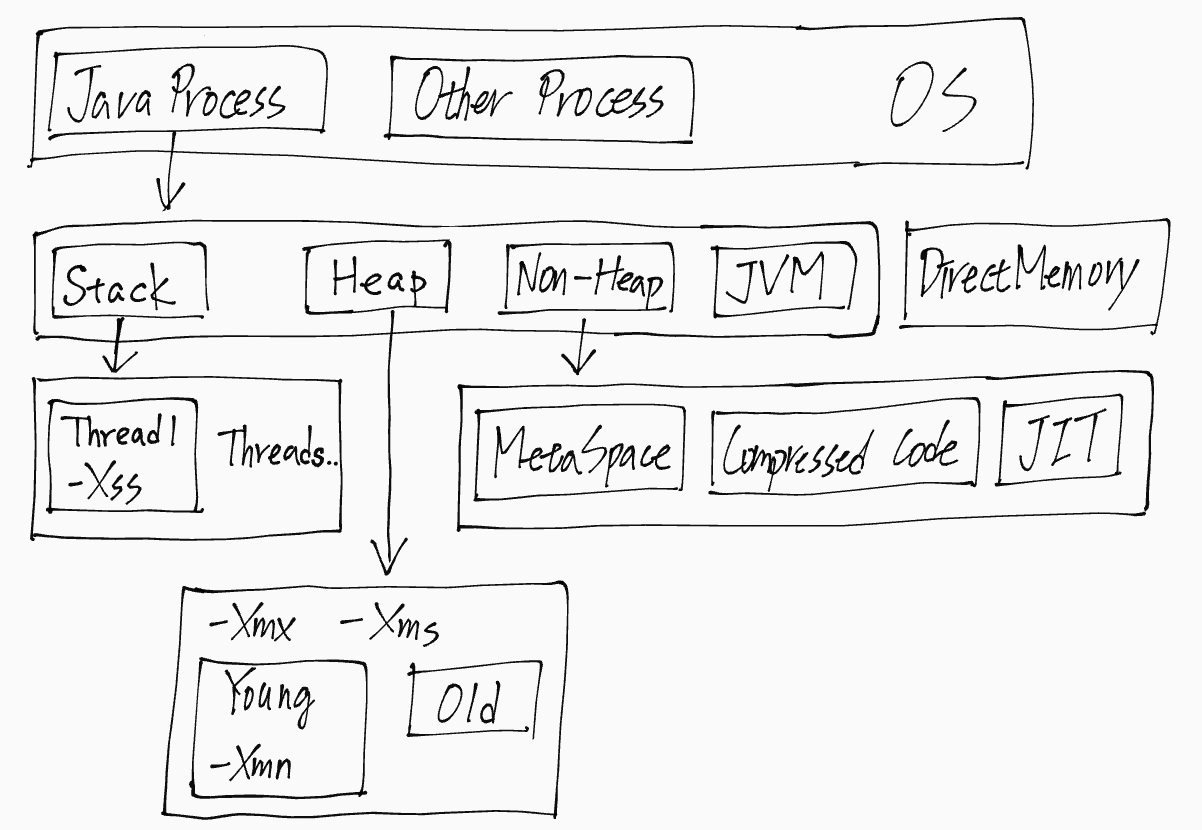 Java Process
Other Process
OS
Stack
Heap
Non-Heap
JVM
DirectMemory
Thread1
-Xss
Threads..
MetaSpace
Compressed Code
JIT
-Xmx -Xms
Young
-Xmn
Old